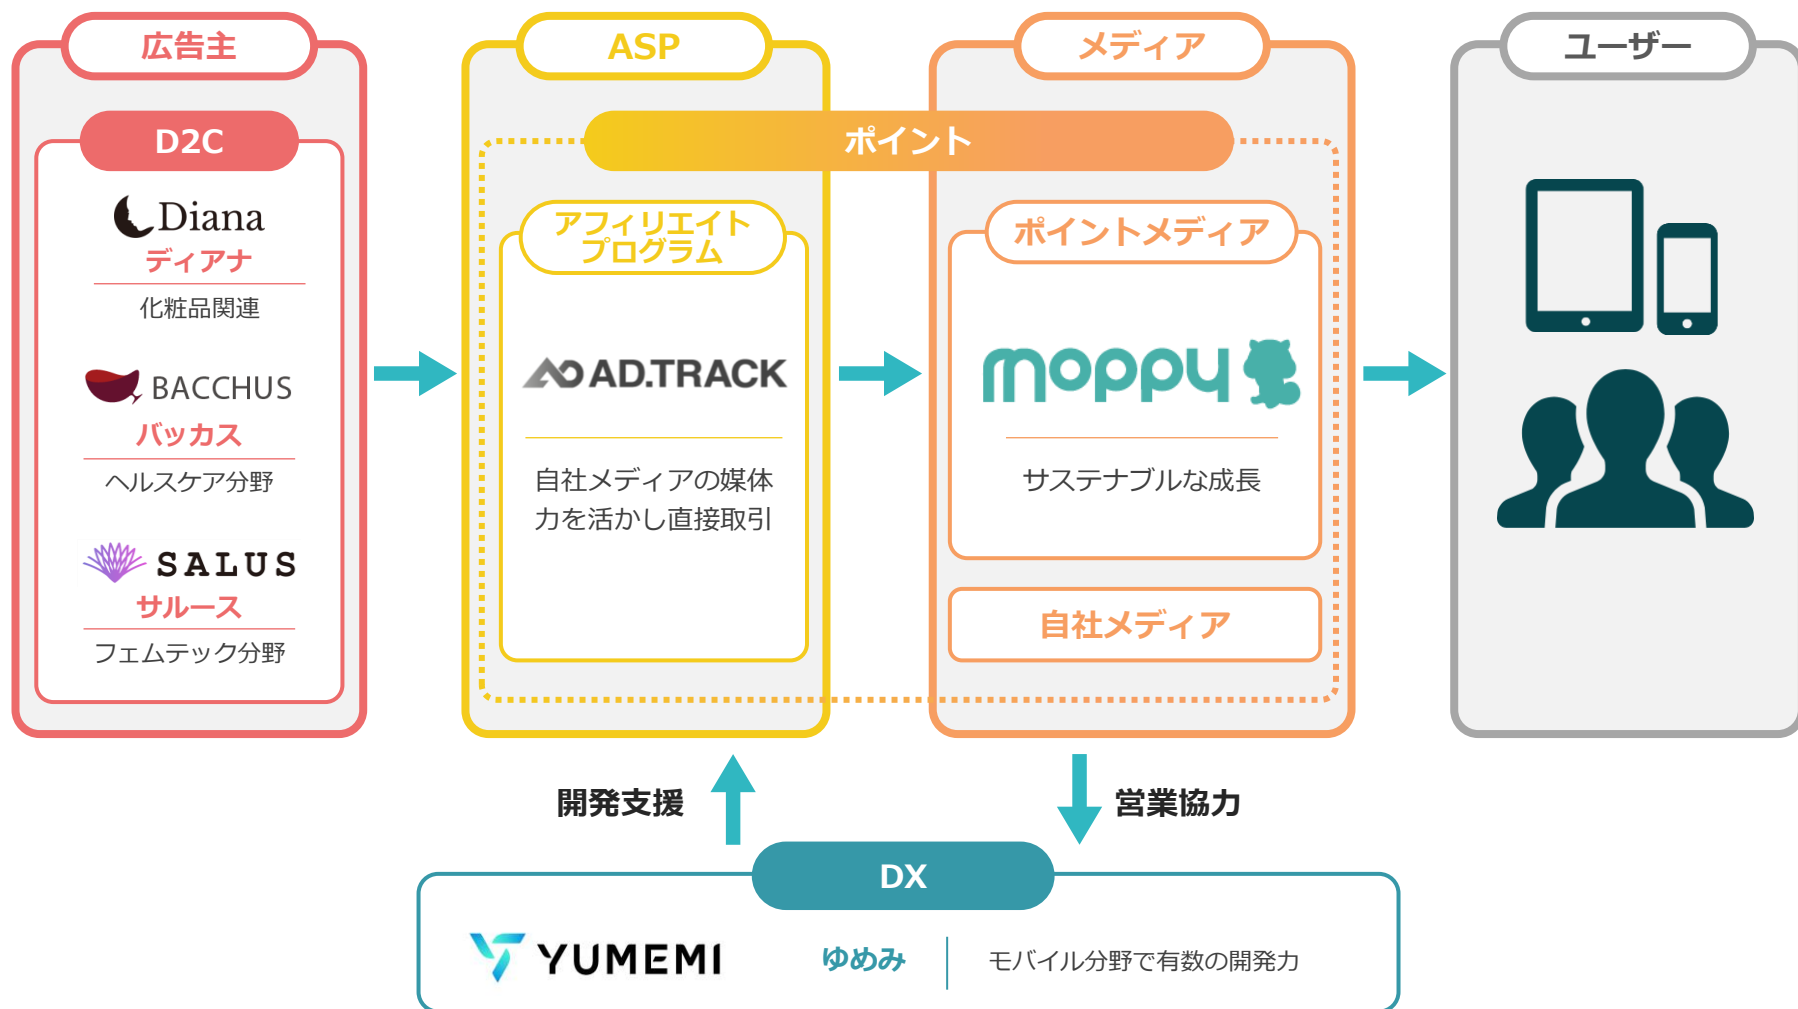 広告主
D2C
Diana
ディアナ
化粧品関連
BACCHUS
バッカス
ヘルスケア分野
SALUS
サルース
フェムテック分野
ASP
メディア
ポイント
アフィリエイト
プログラム
AD.TRACK
自社メディアの媒体
力を活かし直接取引
ポイントメディア
moppy
サステナブルな成長
自社メディア
ユーザー
開発支援
営業協力
DX
YUMEMI
ゆめみ
モバイル分野で有数の開発力